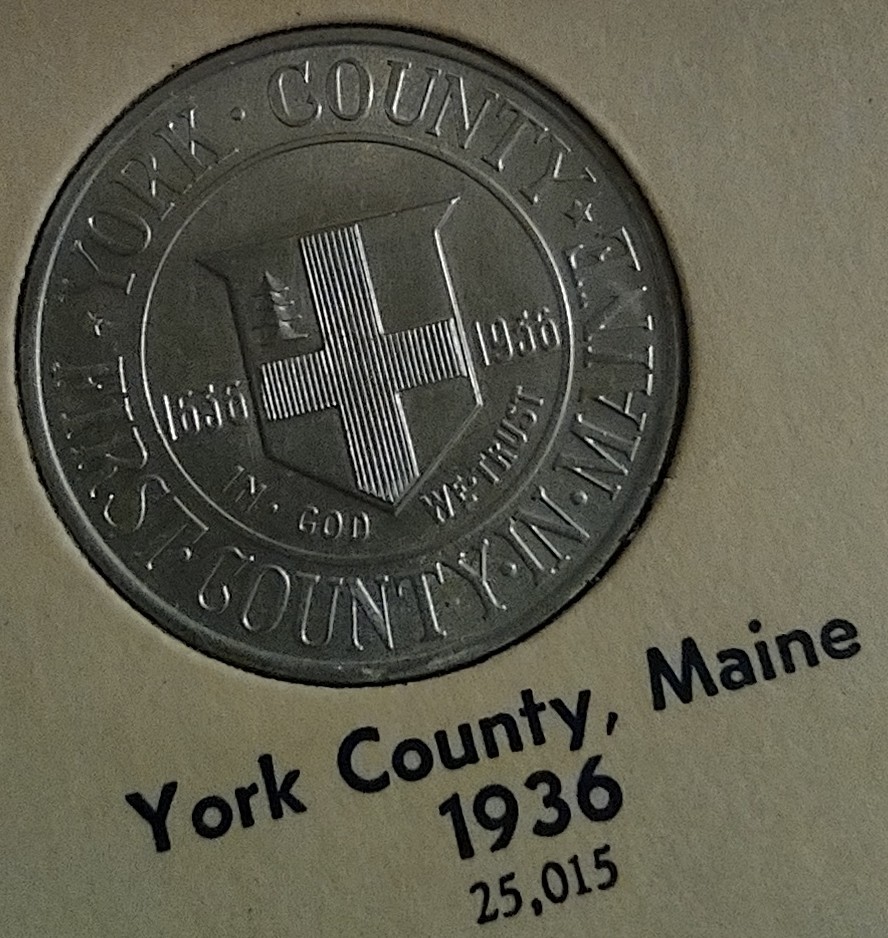 YORK · COUNTY
FIRST · COUNTY · IN · MAINE
1636
1936
IN · GOD WE · TRUST
York County, Maine
1936
25,015